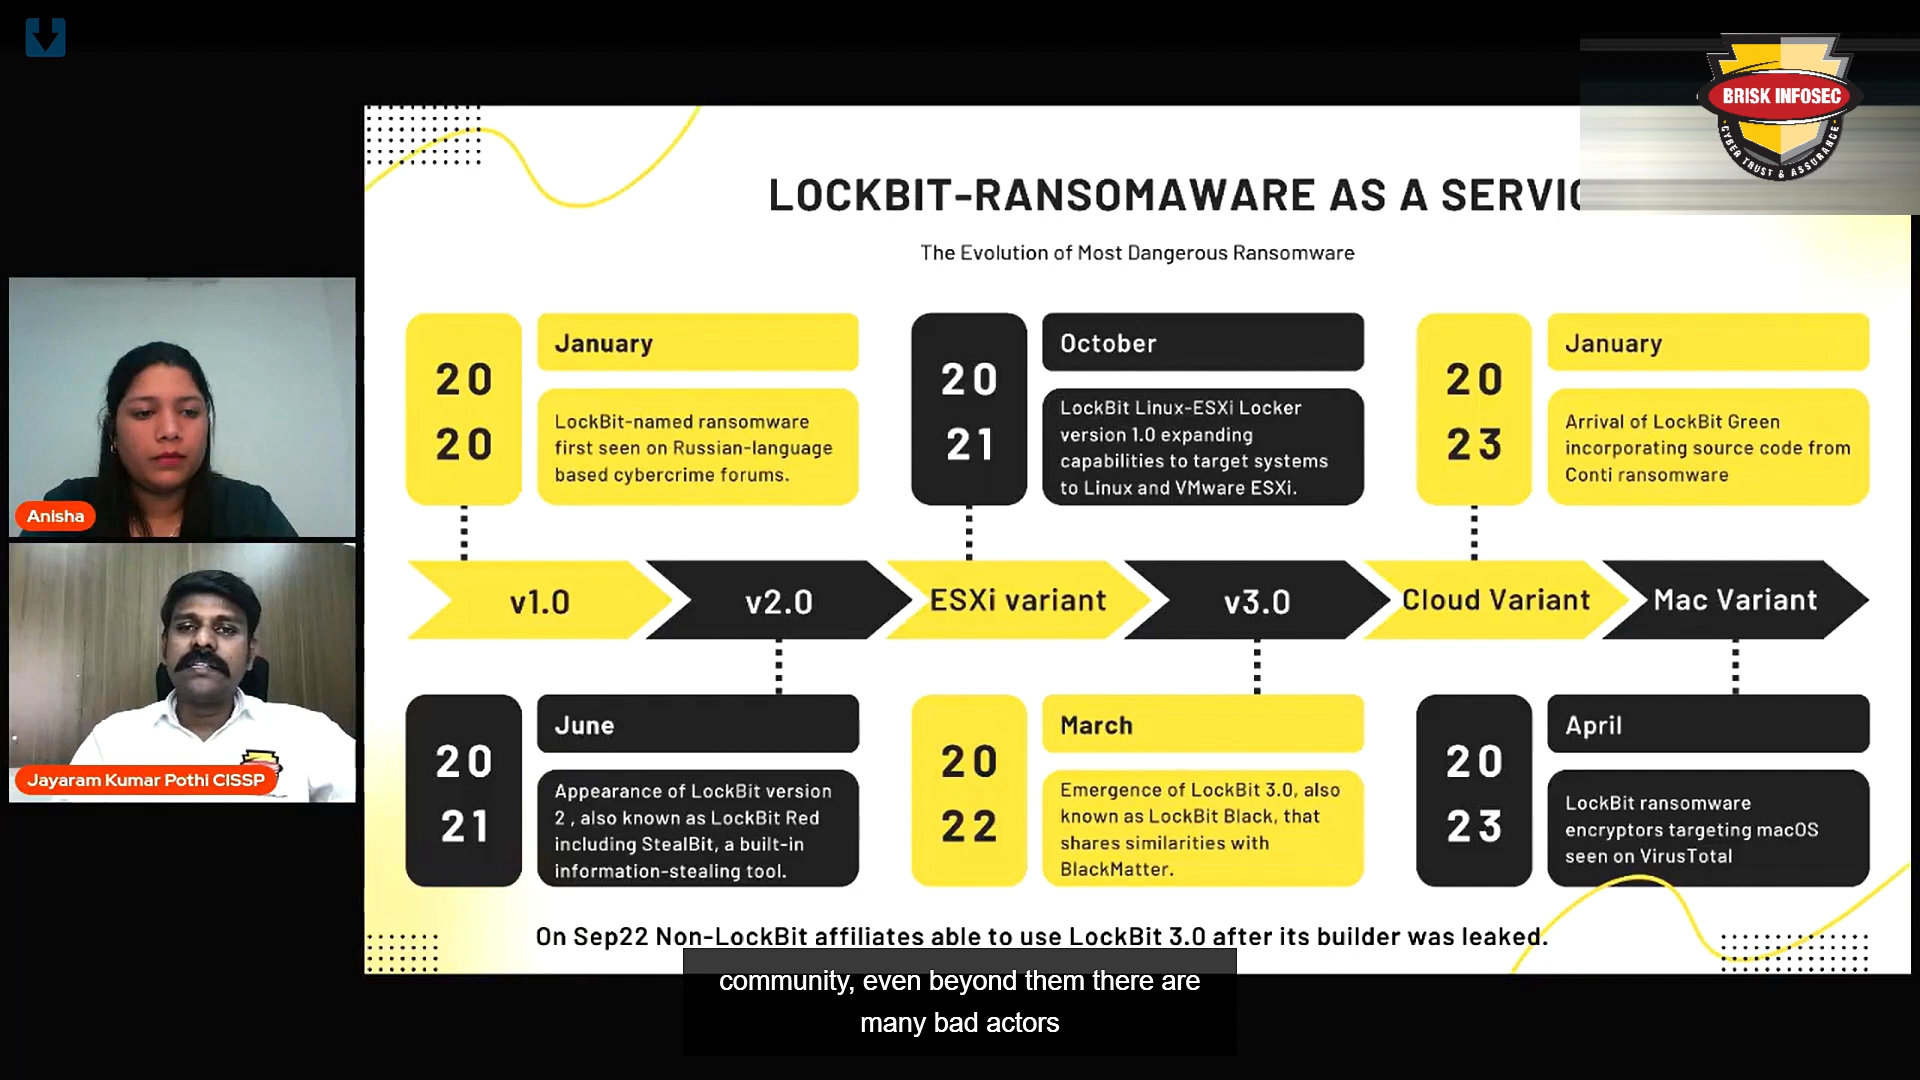 BRISK INFOSEC
CYBER TRUST & ASSURANCE
LOCKBIT-RANSOMAWARE AS A SERVIC
The Evolution of Most Dangerous Ransomware
20
20
January
LockBit-named ransomware
first seen on Russian-language
based cybercrime forums.
20
21
October
LockBit Linux-ESXi Locker
version 1.0 expanding
capabilities to target systems
to Linux and VMware ESXi.
20
23
January
Arrival of LockBit Green
incorporating source code from
Conti ransomware
Anisha
v1.0
v2.0
ESXi variant
v3.0
Cloud Variant
Mac Variant
20
21
June
Appearance of LockBit version
2 , also known as LockBit Red
including StealBit, a built-in
information-stealing tool.
20
22
March
Emergence of LockBit 3.0, also
known as LockBit Black, that
shares similarities with
BlackMatter.
20
23
April
LockBit ransomware
encryptors targeting macOS
seen on VirusTotal
Jayaram Kumar Pothi CISSP
On Sep22 Non-LockBit affiliates able to use LockBit 3.0 after its builder was leaked.
community, even beyond them there are
many bad actors